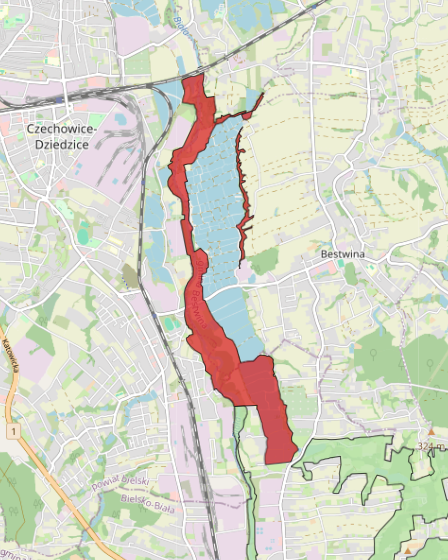 Czechowice-
Dziedzice
Bestwina
Katowicka
1
324 m
Powiat Bielski
Bielsko-Biała